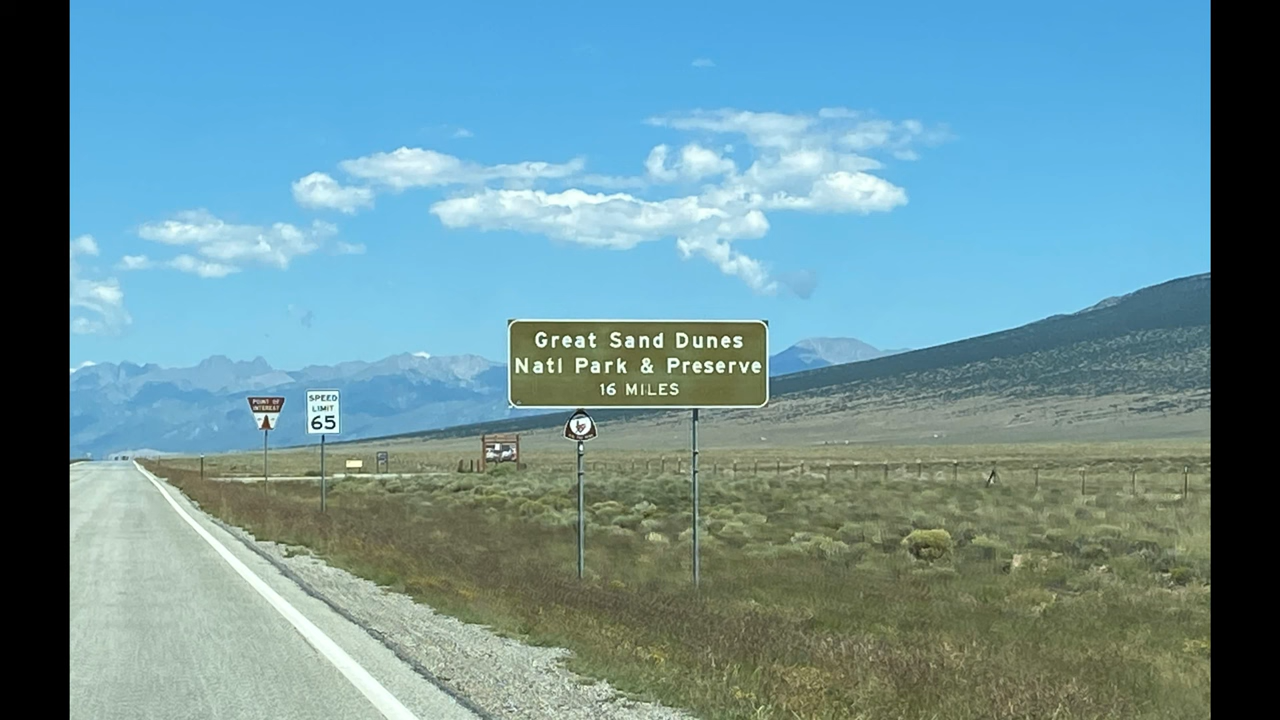 Great Sand Dunes
Natl Park & Preserve
16 MILES
POINT OF
INTEREST
SPEED
LIMIT
65